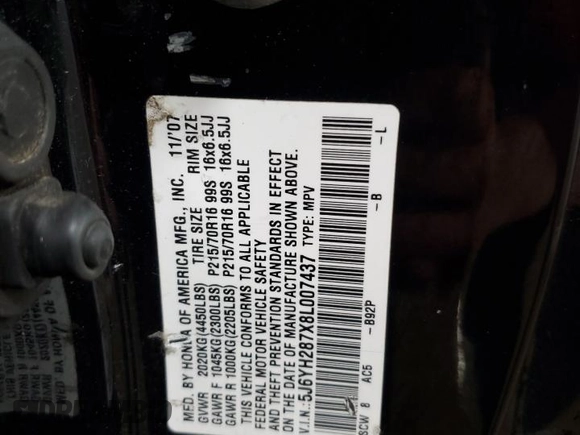 MFD. BY HONDA OF AMERICA MFG., INC. 11/'07
TIRE SIZE RIM SIZE
GVWR 2020KG(4450LBS)
GAWR F 1045KG(2300LBS) P215/70R16 99S 16x6.5JJ
GAWR R 1000KG(2205LBS) P215/70R16 99S 16x6.5JJ
THIS VEHICLE CONFORMS TO ALL APPLICABLE
FEDERAL MOTOR VEHICLE SAFETY
AND THEFT PREVENTION STANDARDS IN EFFECT
ON THE DATE OF MANUFACTURE SHOWN ABOVE.
V.I.N.: 5J6YH287X8L007437 TYPE: MPV
SCW 8 AC5 -B92P -B -L